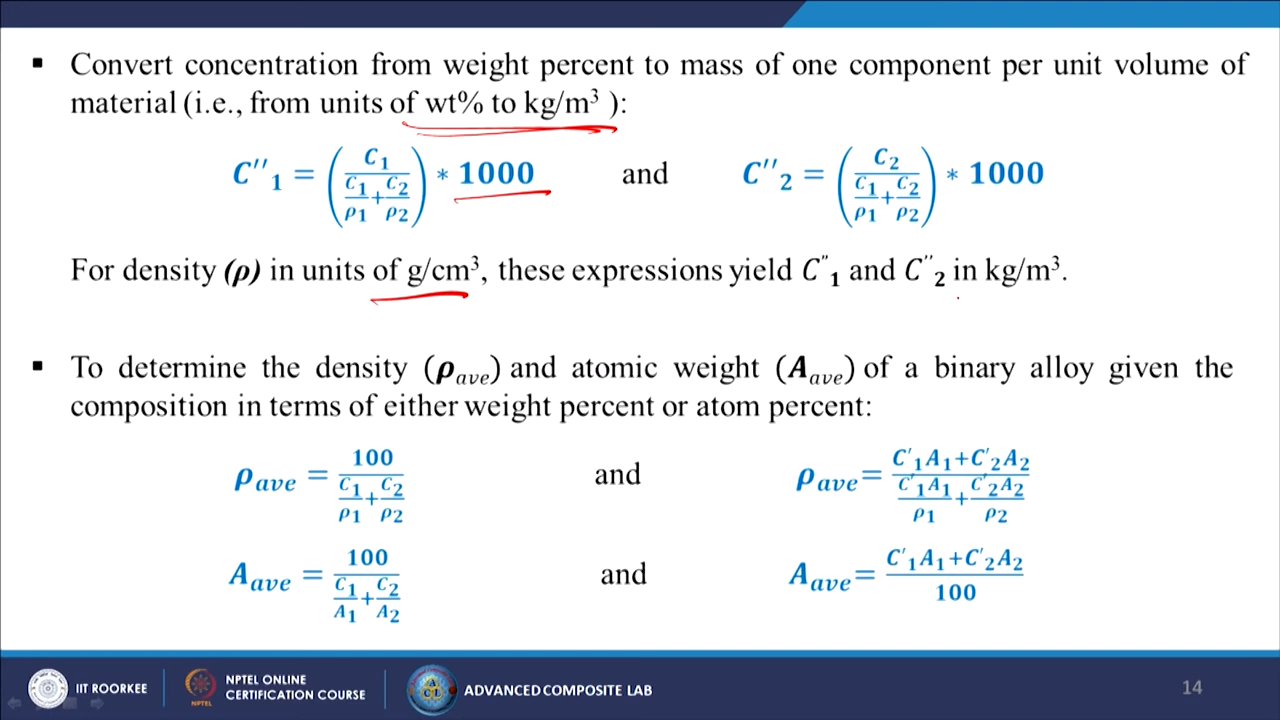 ▪ Convert concentration from weight percent to mass of one component per unit volume of
material (i.e., from units of wt% to kg/m³ ):
C''₁ = (C₁ / (C₁/ρ₁ + C₂/ρ₂)) * 1000 and C''₂ = (C₂ / (C₁/ρ₁ + C₂/ρ₂)) * 1000
For density (ρ) in units of g/cm³, these expressions yield C''₁ and C''₂ in kg/m³.
▪ To determine the density (ρ_ave) and atomic weight (A_ave) of a binary alloy given the
composition in terms of either weight percent or atom percent:
ρ_ave = 100 / (C₁/ρ₁ + C₂/ρ₂) and ρ_ave = (C'₁A₁+C'₂A₂) / (C'₁A₁/ρ₁ + C'₂A₂/ρ₂)
A_ave = 100 / (C₁/A₁ + C₂/A₂) and A_ave = (C'₁A₁+C'₂A₂) / 100
IIT ROORKEE
NPTEL
NPTEL ONLINE
CERTIFICATION COURSE
ACL
ADVANCED COMPOSITE LAB
14